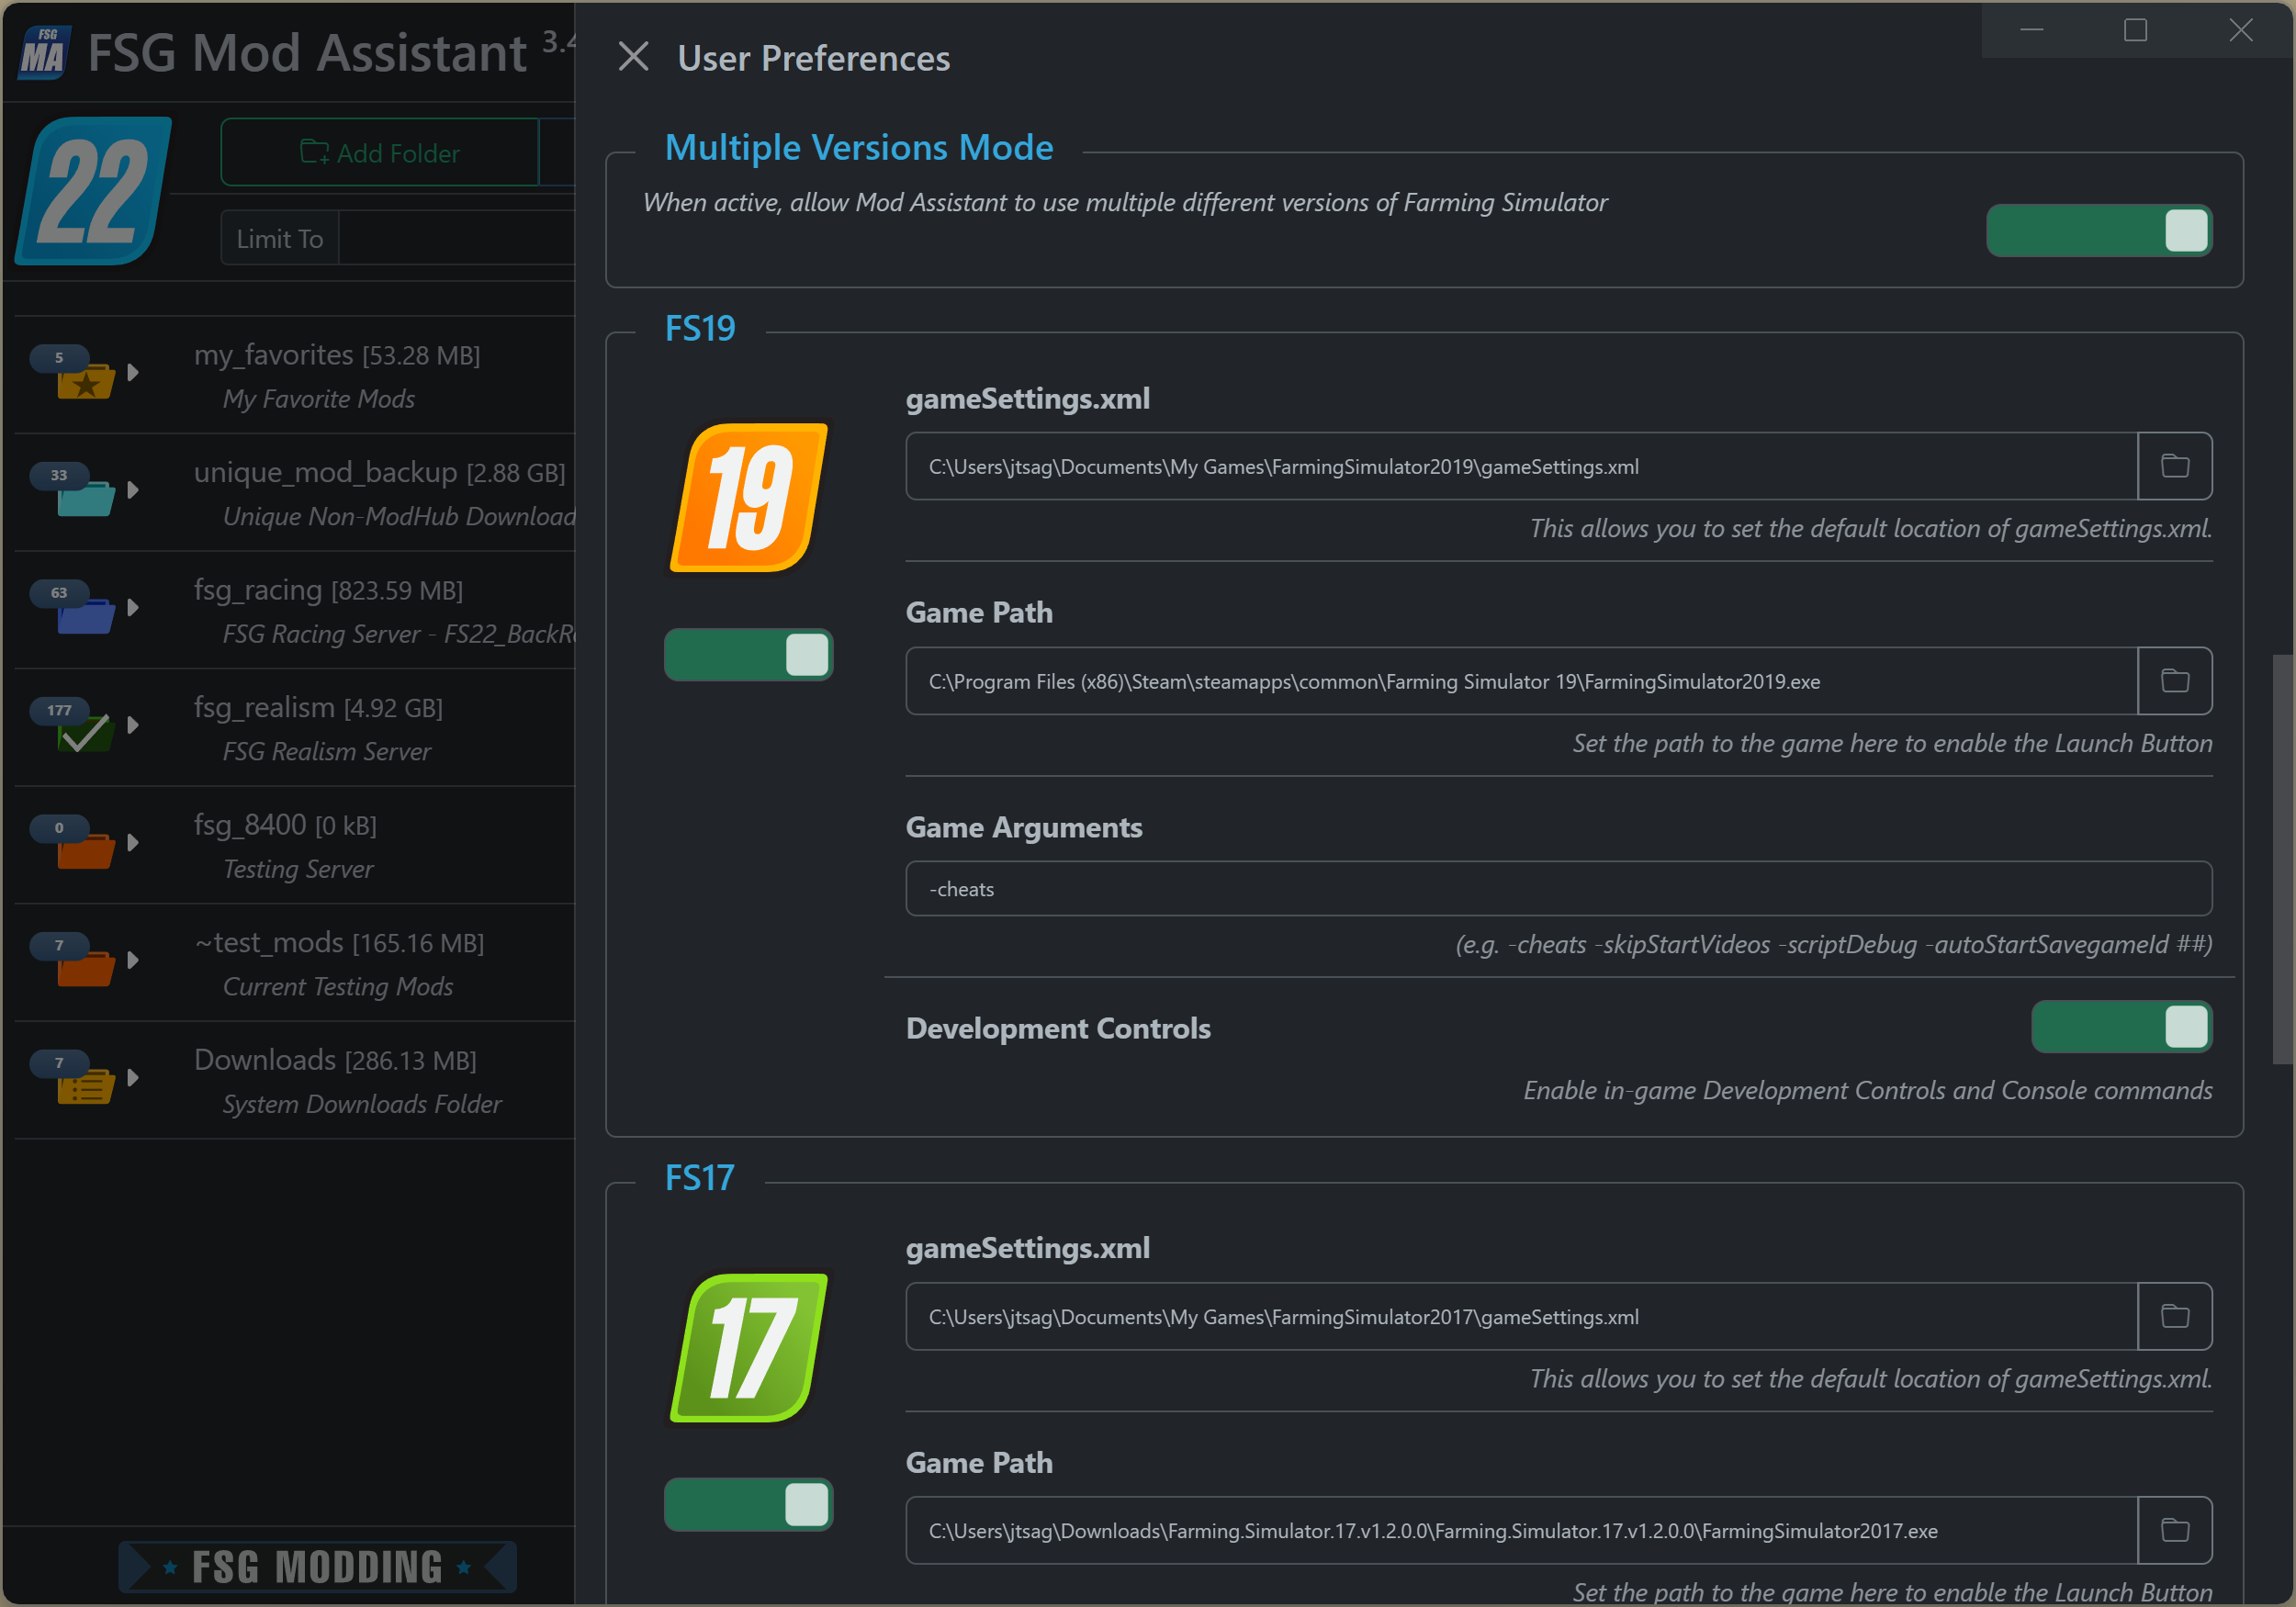 FSG
MA
FSG Mod Assistant
22
Add Folder
Limit To
5
my_favorites [53.28 MB]
My Favorite Mods
33
unique_mod_backup [2.88 GB]
Unique Non-ModHub Download
63
fsg_racing [823.59 MB]
FSG Racing Server - FS22_BackR
177
fsg_realism [4.92 GB]
FSG Realism Server
0
fsg_8400 [0 kB]
Testing Server
7
~test_mods [165.16 MB]
Current Testing Mods
7
Downloads [286.13 MB]
System Downloads Folder
FSG MODDING
User Preferences
Multiple Versions Mode
When active, allow Mod Assistant to use multiple different versions of Farming Simulator
FS19
19
gameSettings.xml
C:\Users\jtsag\Documents\My Games\FarmingSimulator2019\gameSettings.xml
This allows you to set the default location of gameSettings.xml.
Game Path
C:\Program Files (x86)\Steam\steamapps\common\Farming Simulator 19\FarmingSimulator2019.exe
Set the path to the game here to enable the Launch Button
Game Arguments
-cheats
(e.g. -cheats -skipStartVideos -scriptDebug -autoStartSavegameId ##)
Development Controls
Enable in-game Development Controls and Console commands
FS17
17
gameSettings.xml
C:\Users\jtsag\Documents\My Games\FarmingSimulator2017\gameSettings.xml
This allows you to set the default location of gameSettings.xml.
Game Path
C:\Users\jtsag\Downloads\Farming.Simulator.17.v1.2.0.0\Farming.Simulator.17.v1.2.0.0\FarmingSimulator2017.exe
Set the path to the game here to enable the Launch Button